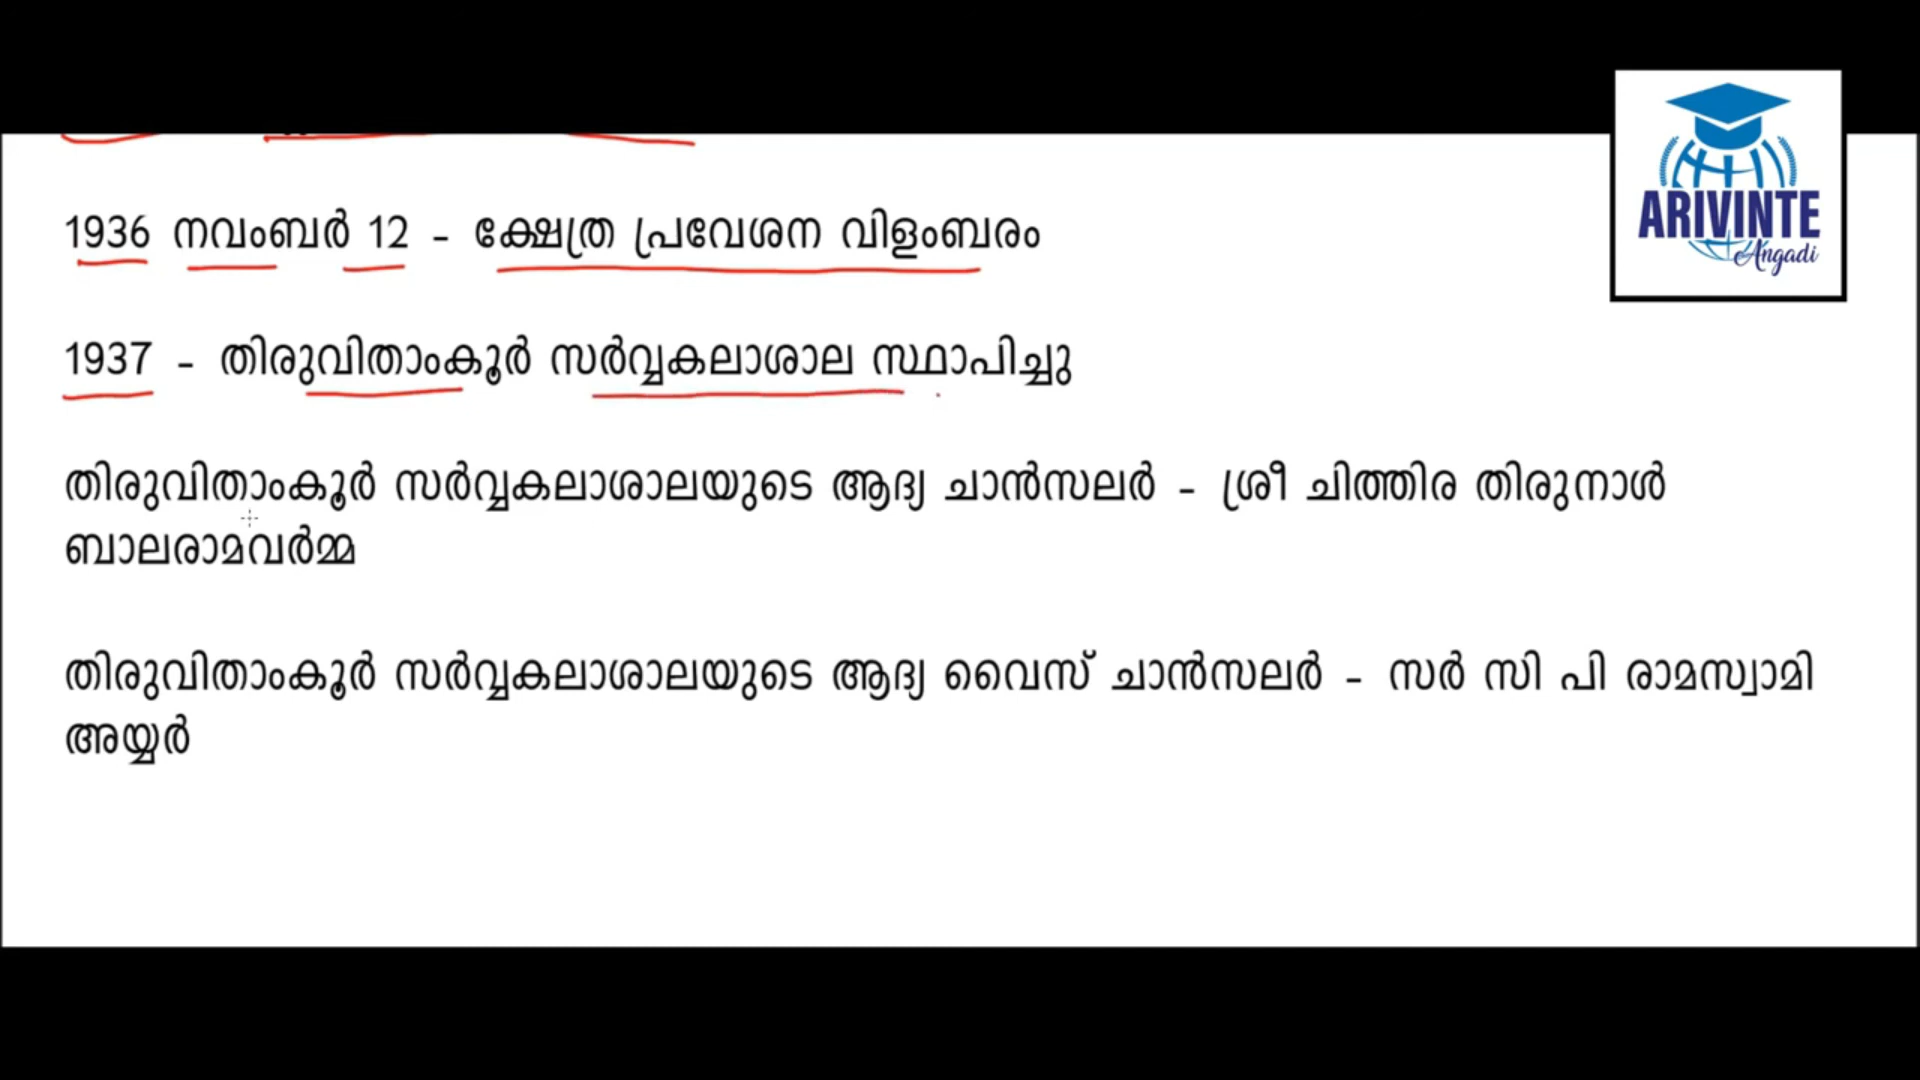 1936 നവംബർ 12 - ക്ഷേത്ര പ്രവേശന വിളംബരം
ARIVINTE
Angadi
1937 - തിരുവിതാംകൂർ സർവ്വകലാശാല സ്ഥാപിച്ചു
തിരുവിതാംകൂർ സർവ്വകലാശാലയുടെ ആദ്യ ചാൻസലർ - ശ്രീ ചിത്തിര തിരുനാൾ
ബാലരാമവർമ്മ
തിരുവിതാംകൂർ സർവ്വകലാശാലയുടെ ആദ്യ വൈസ് ചാൻസലർ - സർ സി പി രാമസ്വാമി
അയ്യർ